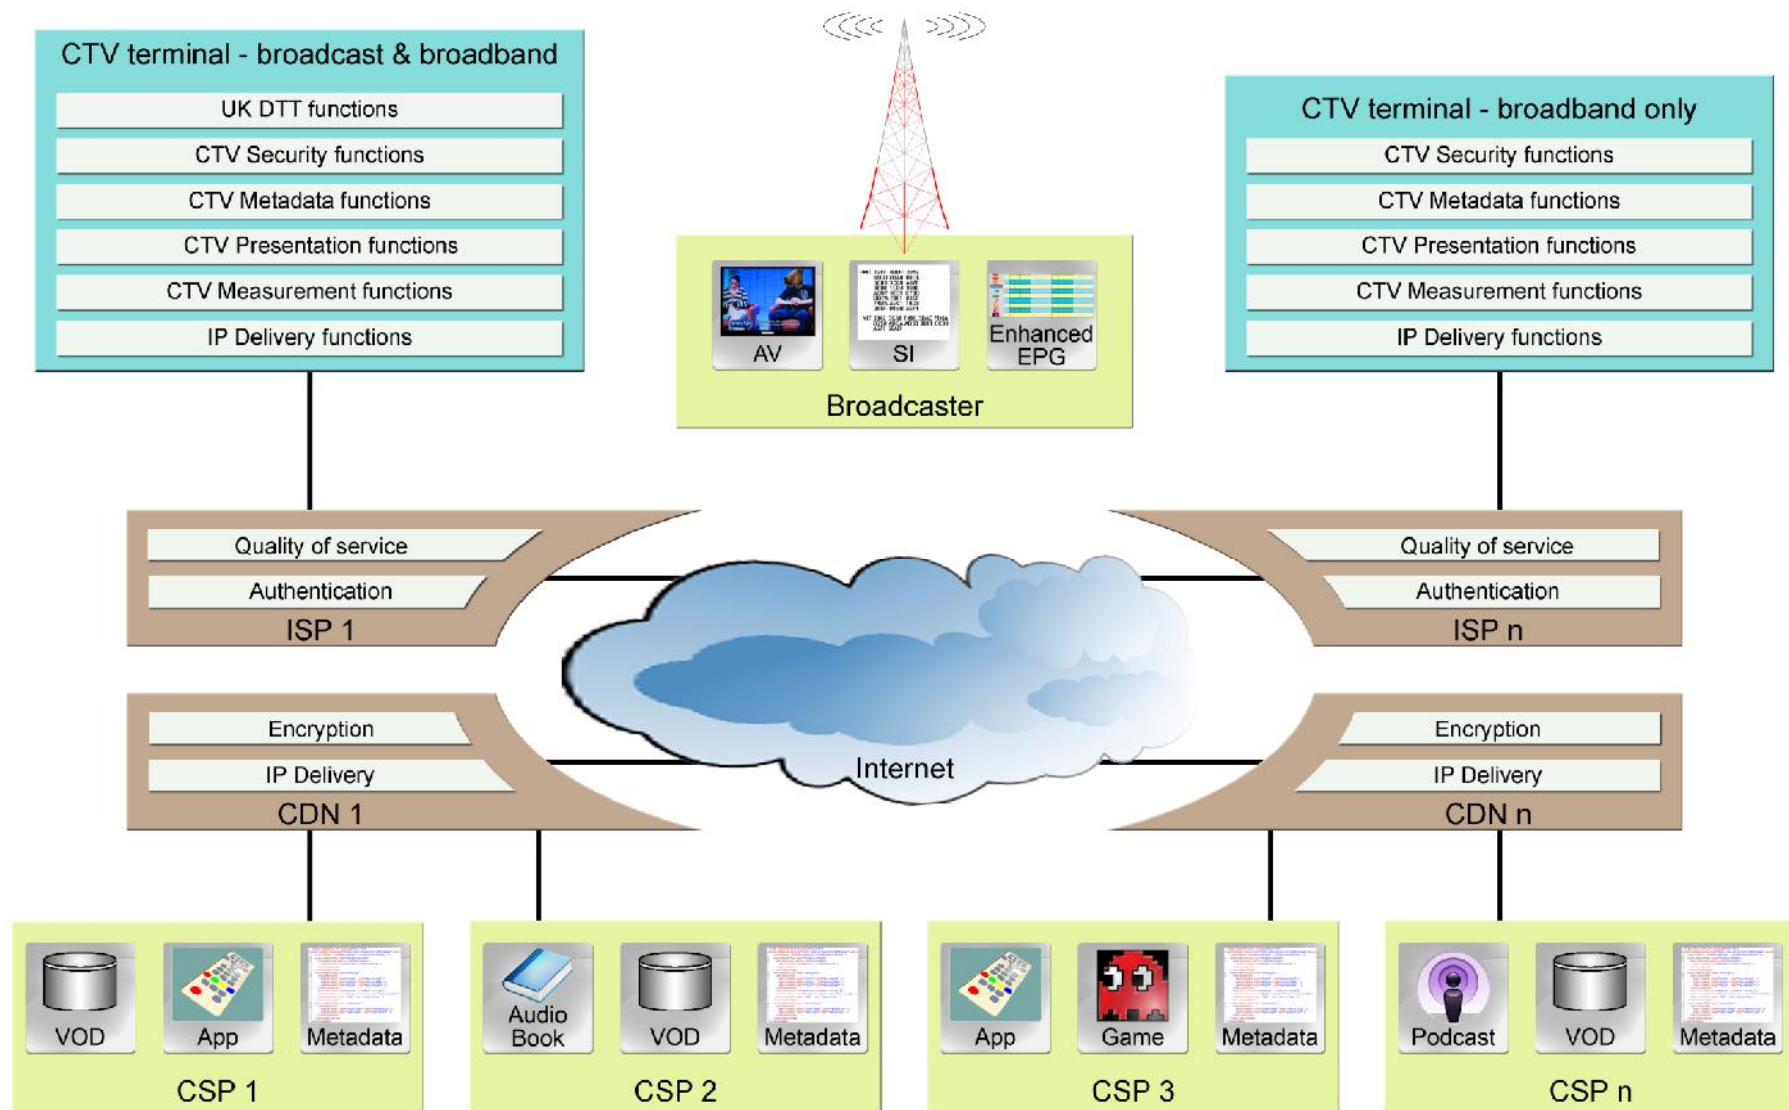 CTV terminal - broadcast & broadband
UK DTT functions
CTV Security functions
CTV Metadata functions
CTV Presentation functions
CTV Measurement functions
IP Delivery functions
AV
SI
Enhanced
EPG
Broadcaster
CTV terminal - broadband only
CTV Security functions
CTV Metadata functions
CTV Presentation functions
CTV Measurement functions
IP Delivery functions
Quality of service
Authentication
ISP 1
Quality of service
Authentication
ISP n
Internet
Encryption
IP Delivery
CDN 1
Encryption
IP Delivery
CDN n
VOD
App
Metadata
CSP 1
Audio
Book
VOD
Metadata
CSP 2
App
Game
Metadata
CSP 3
Podcast
VOD
Metadata
CSP n